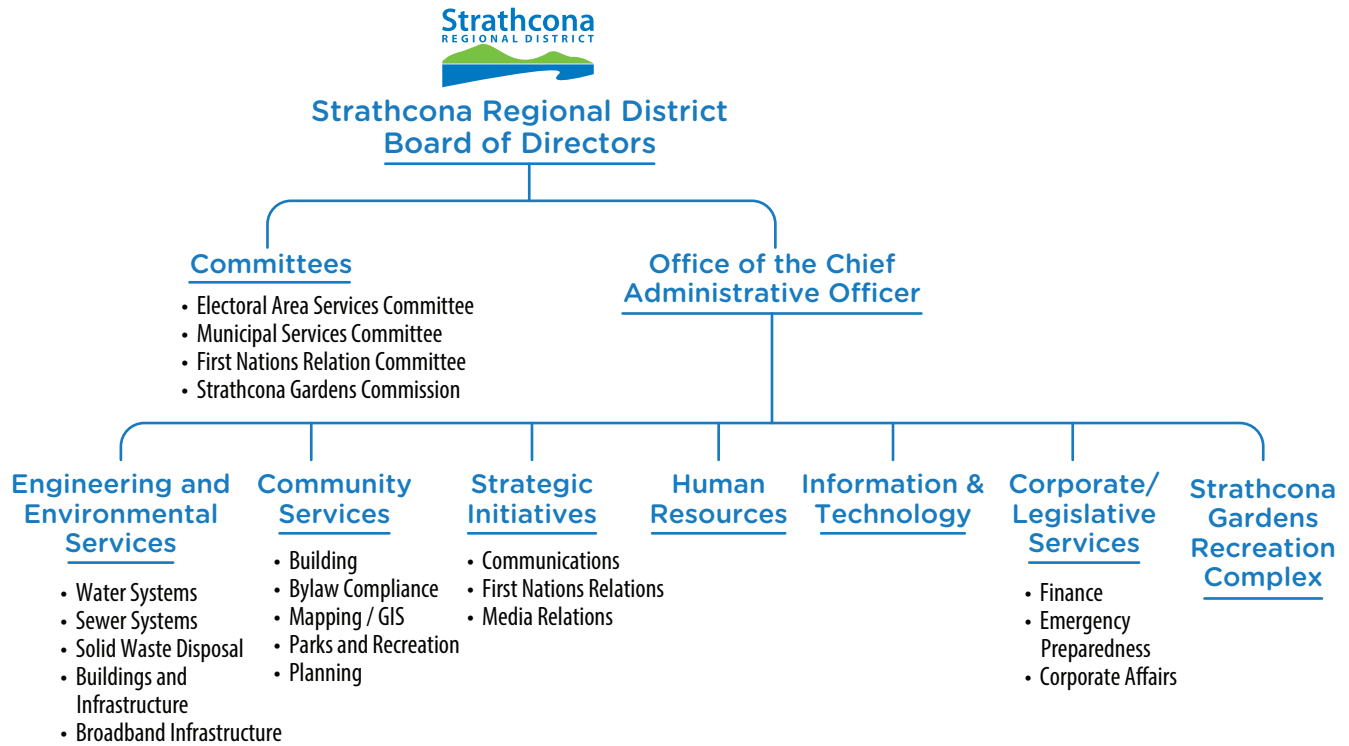 Strathcona
REGIONAL DISTRICT
Strathcona Regional District
Board of Directors
Committees
• Electoral Area Services Committee
• Municipal Services Committee
• First Nations Relation Committee
• Strathcona Gardens Commission
Office of the Chief
Administrative Officer
Engineering and
Environmental
Services
• Water Systems
• Sewer Systems
• Solid Waste Disposal
• Buildings and
Infrastructure
• Broadband Infrastructure
Community
Services
• Building
• Bylaw Compliance
• Mapping / GIS
• Parks and Recreation
• Planning
Strategic
Initiatives
• Communications
• First Nations Relations
• Media Relations
Human
Resources
Information &
Technology
Corporate/
Legislative
Services
• Finance
• Emergency
Preparedness
• Corporate Affairs
Strathcona
Gardens
Recreation
Complex